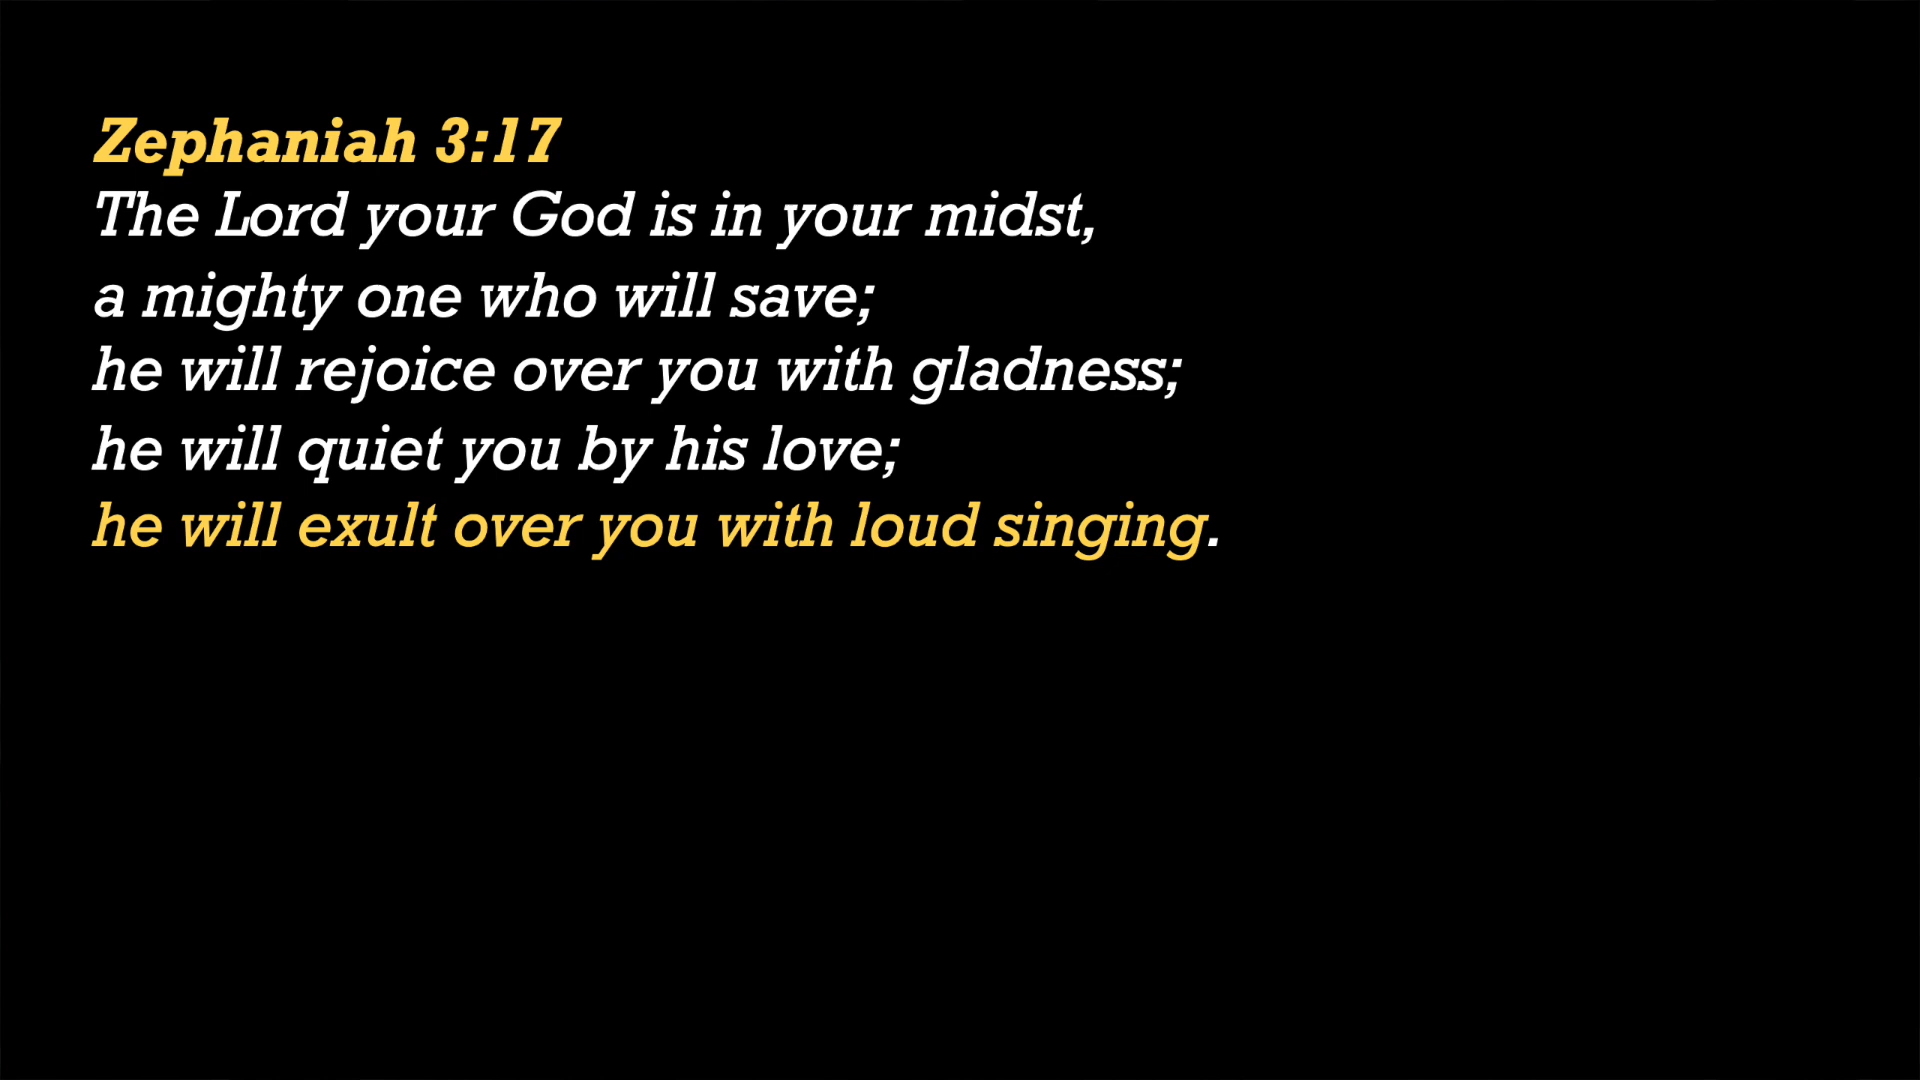 Zephaniah 3:17
The Lord your God is in your midst,
a mighty one who will save;
he will rejoice over you with gladness;
he will quiet you by his love;
he will exult over you with loud singing.